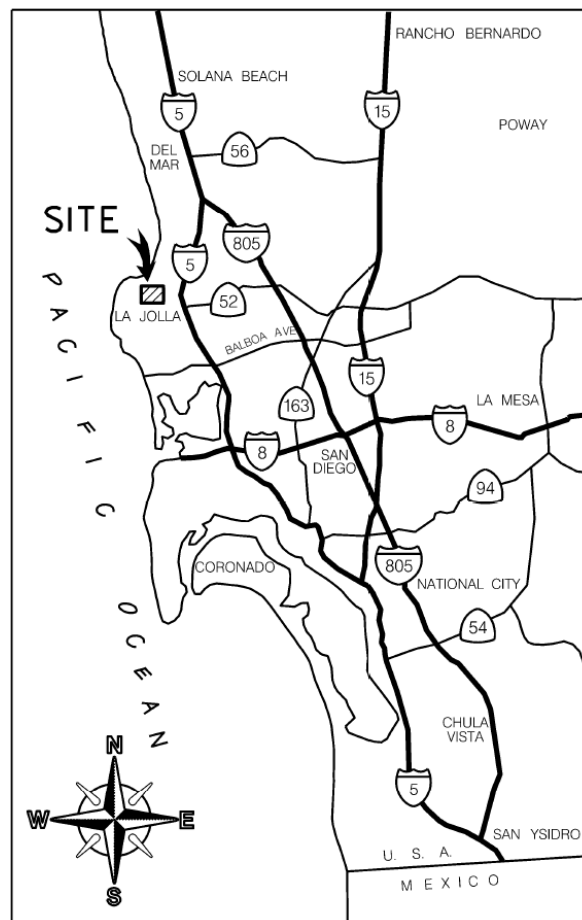 RANCHO BERNARDO
SOLANA BEACH
5
15
POWAY
DEL
MAR
56
SITE
805
5
LA JOLLA
52
BALBOA AVE
PACIFIC OCEAN
15
163
LA MESA
8
8
SAN
DIEGO
94
805
CORONADO
NATIONAL CITY
54
CHULA
VISTA
N
W
E
S
5
SAN YSIDRO
U. S. A.
MEXICO